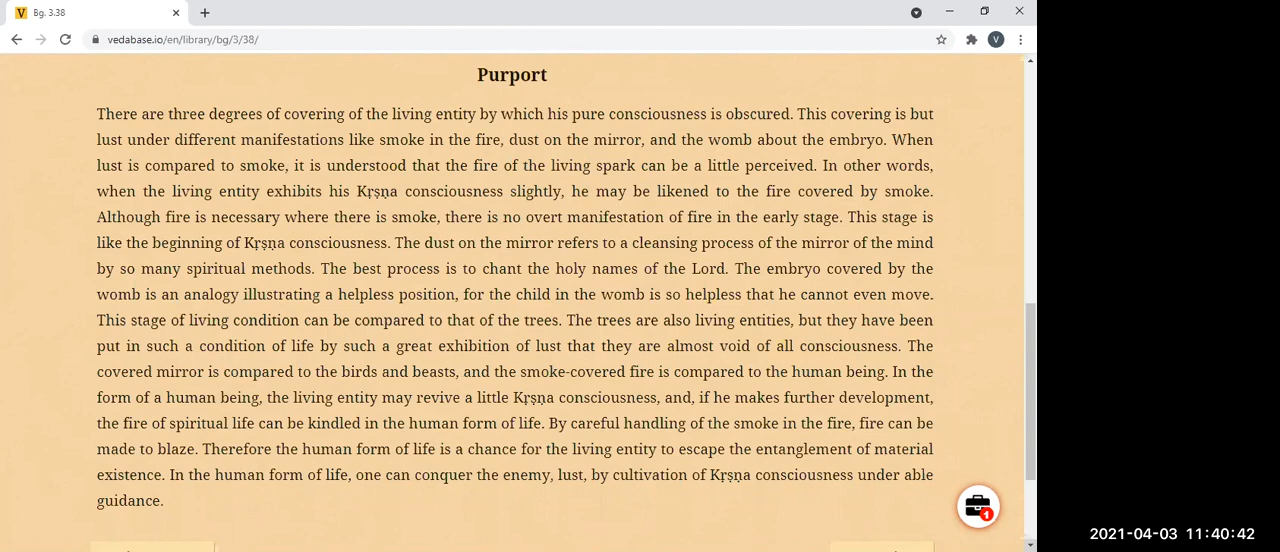 Bg. 3.38
vedabase.io/en/library/bg/3/38/
V
Purport
There are three degrees of covering of the living entity by which his pure consciousness is obscured. This covering is but
lust under different manifestations like smoke in the fire, dust on the mirror, and the womb about the embryo. When
lust is compared to smoke, it is understood that the fire of the living spark can be a little perceived. In other words,
when the living entity exhibits his Kṛṣṇa consciousness slightly, he may be likened to the fire covered by smoke.
Although fire is necessary where there is smoke, there is no overt manifestation of fire in the early stage. This stage is
like the beginning of Kṛṣṇa consciousness. The dust on the mirror refers to a cleansing process of the mirror of the mind
by so many spiritual methods. The best process is to chant the holy names of the Lord. The embryo covered by the
womb is an analogy illustrating a helpless position, for the child in the womb is so helpless that he cannot even move.
This stage of living condition can be compared to that of the trees. The trees are also living entities, but they have been
put in such a condition of life by such a great exhibition of lust that they are almost void of all consciousness. The
covered mirror is compared to the birds and beasts, and the smoke-covered fire is compared to the human being. In the
form of a human being, the living entity may revive a little Kṛṣṇa consciousness, and, if he makes further development,
the fire of spiritual life can be kindled in the human form of life. By careful handling of the smoke in the fire, fire can be
made to blaze. Therefore the human form of life is a chance for the living entity to escape the entanglement of material
existence. In the human form of life, one can conquer the enemy, lust, by cultivation of Kṛṣṇa consciousness under able
guidance.
1
2021-04-03 11:40:42